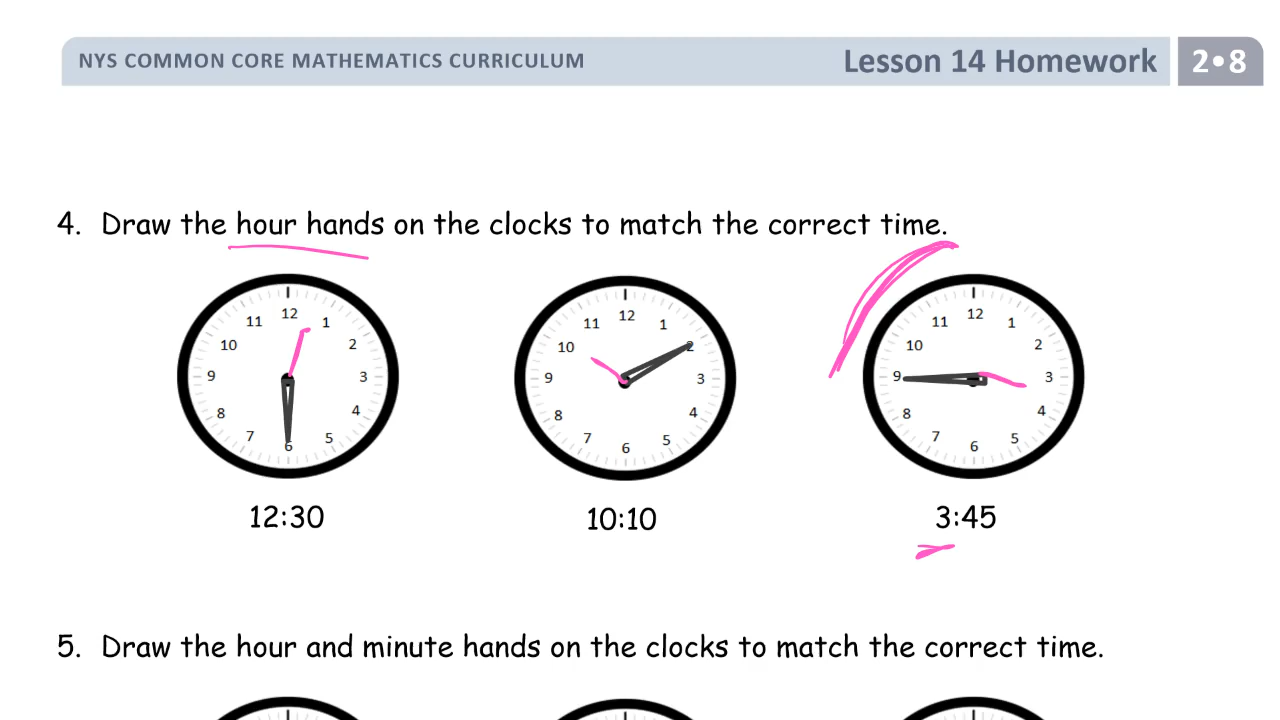 NYS COMMON CORE MATHEMATICS CURRICULUM
Lesson 14 Homework
2•8
4. Draw the hour hands on the clocks to match the correct time.
12 1 2 3 4 5 6 7 8 9 10 11
12 1 2 3 4 5 6 7 8 9 10 11
12 1 2 3 4 5 6 7 8 9 10 11
12:30
10:10
3:45
5. Draw the hour and minute hands on the clocks to match the correct time.